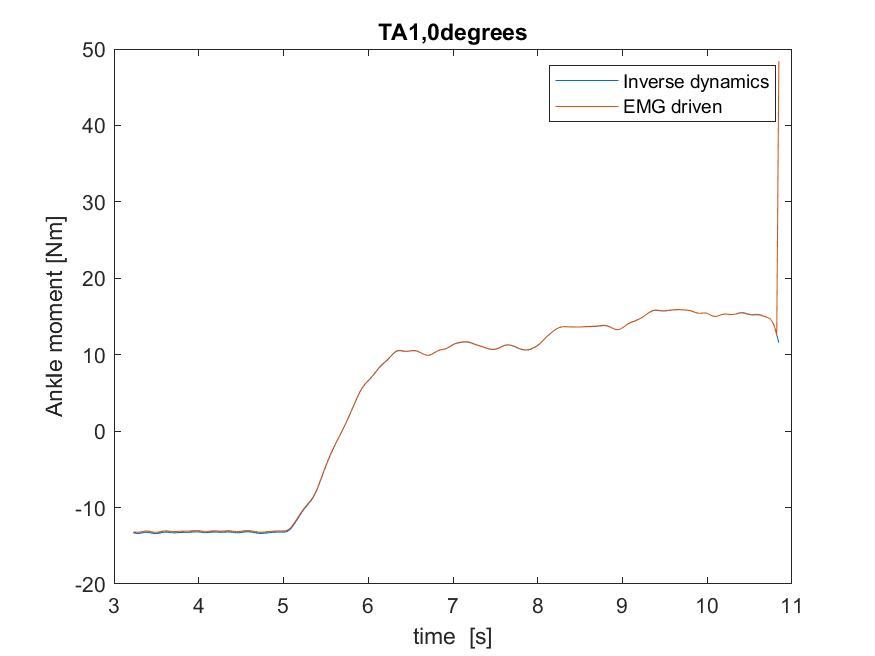 TA1,0degrees
50
Inverse dynamics
EMG driven
40
30
20
10
0
-10
-20
Ankle moment [Nm]
3 4 5 6 7 8 9 10 11
time [s]